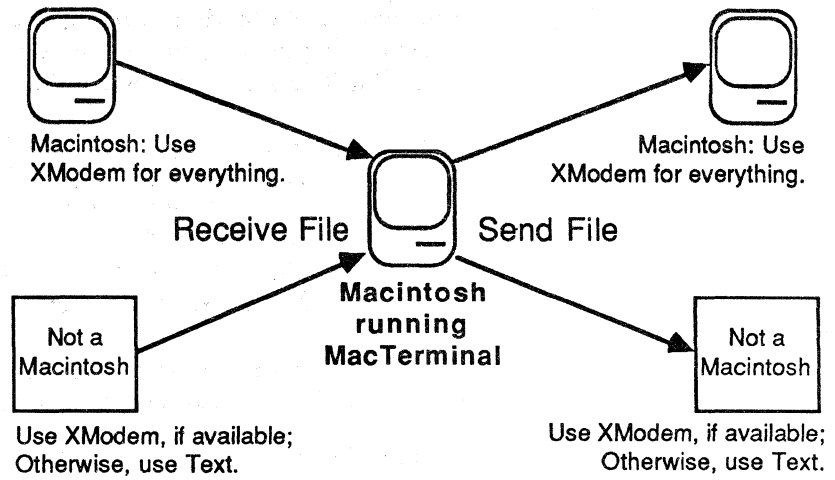 Macintosh: Use
XModem for everything.
Macintosh: Use
XModem for everything.
Receive File
Send File
Macintosh
running
MacTerminal
Not a
Macintosh
Use XModem, if available;
Otherwise, use Text.
Not a
Macintosh
Use XModem, if available;
Otherwise, use Text.